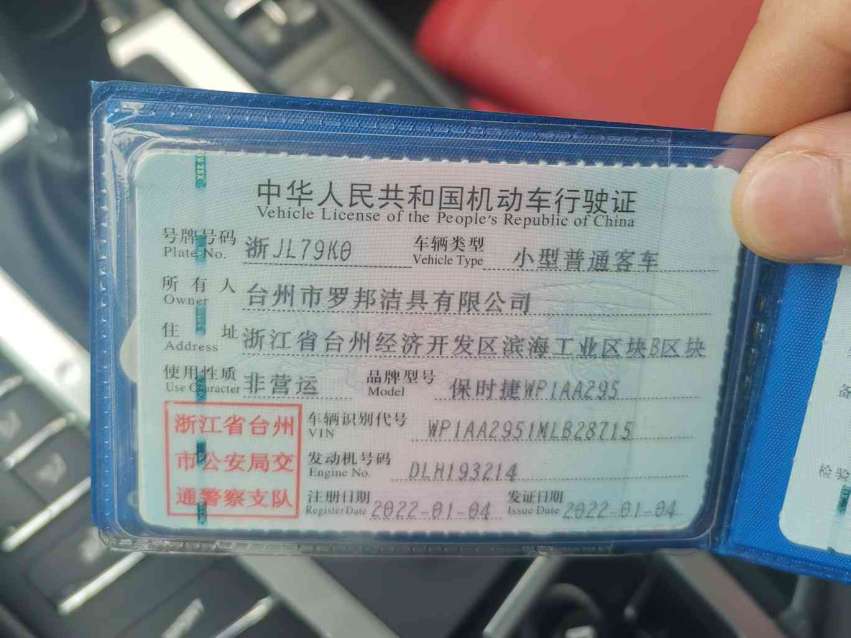 中华人民共和国机动车行驶证
Vehicle License of the People's Republic of China
号牌号码 浙JL79K0 车辆类型 小型普通客车
Plate No. Vehicle Type
所有人 台州市罗邦洁具有限公司
Owner
住址 浙江省台州经济开发区滨海工业区块B区块
Address
使用性质 非营运 品牌型号 保时捷WP1AA295
Use Character Model
浙江省台州
市公安局交
通警察支队
车辆识别代号 WP1AA2951MLB28715
VIN
发动机号码 DLH193214
Engine No.
注册日期 2022-01-04 发证日期 2022-01-04
Register Date Issue Date
备
检验